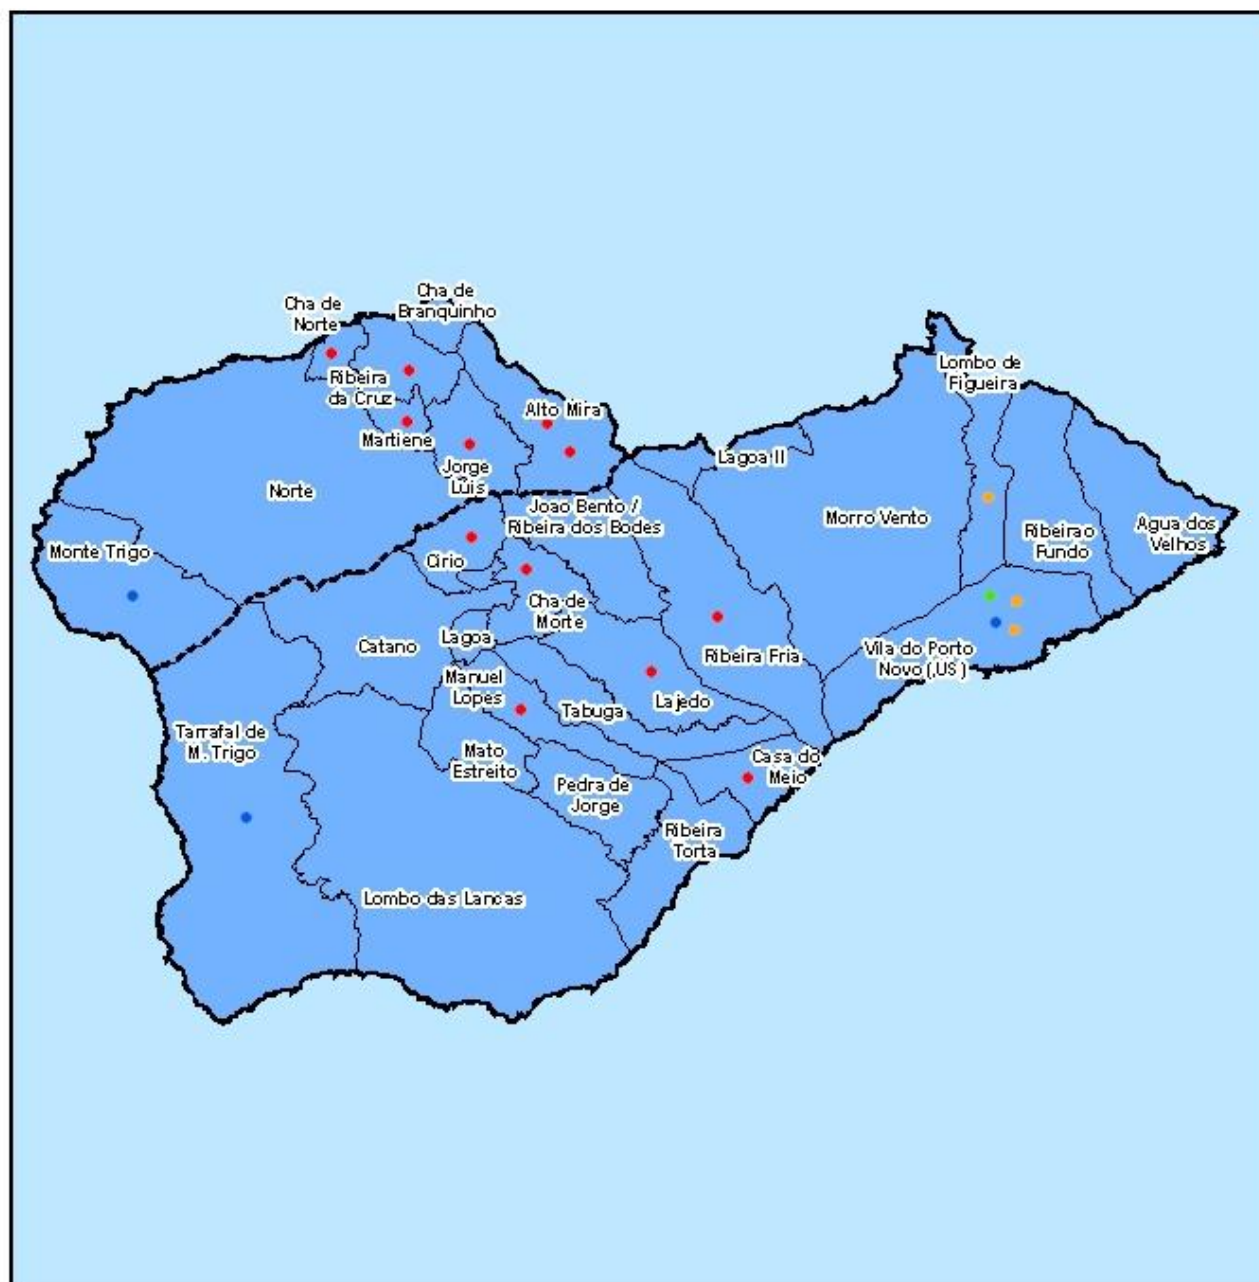 Cha de
Branquinho
Cha de
Norte
Ribeira
da Cruz
Martiene
Alto Mira
Jorge
Luis
Norte
Monte Trigo
Joao Bento /
Ribeira dos Bodes
Cirio
Cha de
Morte
Catano
Lagoa
Manuel
Lopes
Tabuga
Lajedo
Ribeira Fria
Lagoa II
Lombo de
Figueira
Morro Vento
Ribeirao
Fundo
Agua dos
Velhos
Vila do Porto
Novo (,US)
Tarrafal de
M. Trigo
Mato
Estreito
Pedra de
Jorge
Casa do
Meio
Ribeira
Torta
Lombo das Lancas